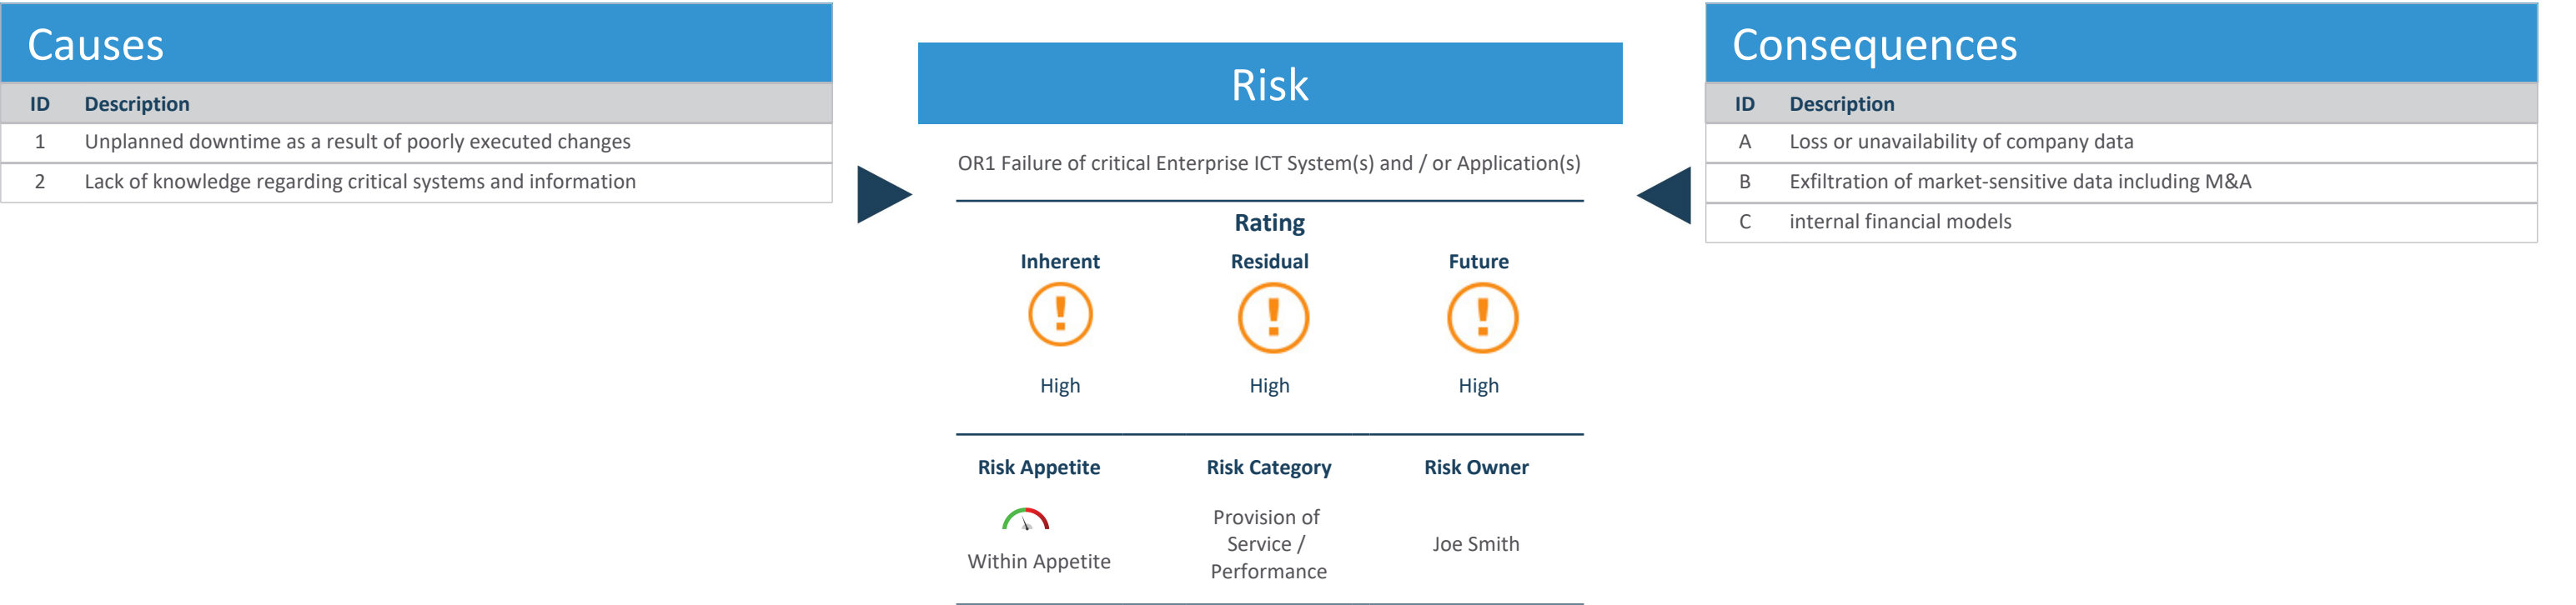 Causes
ID Description
1 Unplanned downtime as a result of poorly executed changes
2 Lack of knowledge regarding critical systems and information
Risk
OR1 Failure of critical Enterprise ICT System(s) and / or Application(s)
Rating
Inherent Residual Future
High High High
Risk Appetite Risk Category Risk Owner
Within Appetite
Provision of
Service /
Performance
Joe Smith
Consequences
ID Description
A Loss or unavailability of company data
B Exfiltration of market-sensitive data including M&A
C internal financial models